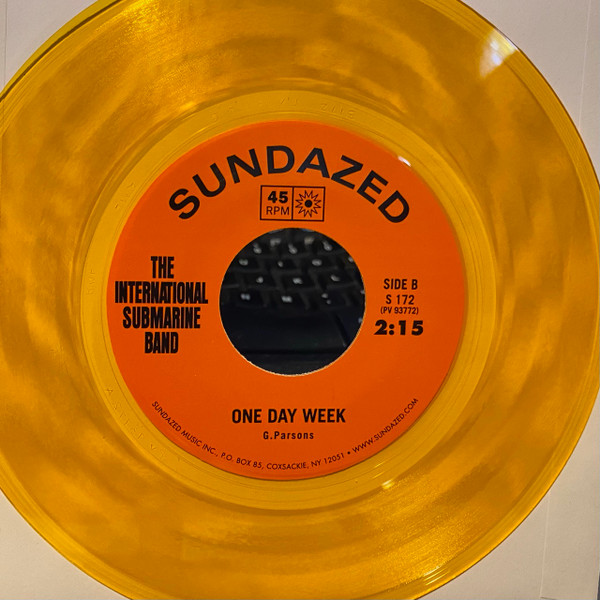 SUNDAZED
45
RPM
THE
INTERNATIONAL
SUBMARINE
BAND
SIDE B
S 172
(PV 93772)
2:15
ONE DAY WEEK
G.Parsons
SUNDAZED MUSIC INC., P.O. BOX 85, COXSACKIE, NY 12051 • WWW.SUNDAZED.COM